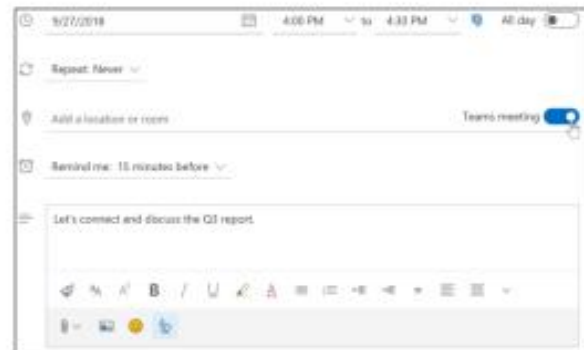 9/27/2018 4:00 PM to 4:30 PM All day
Repeat: Never
Add a location or room Teams meeting
Remind me: 15 minutes before
Let's connect and discuss the Q3 report.
B I U A